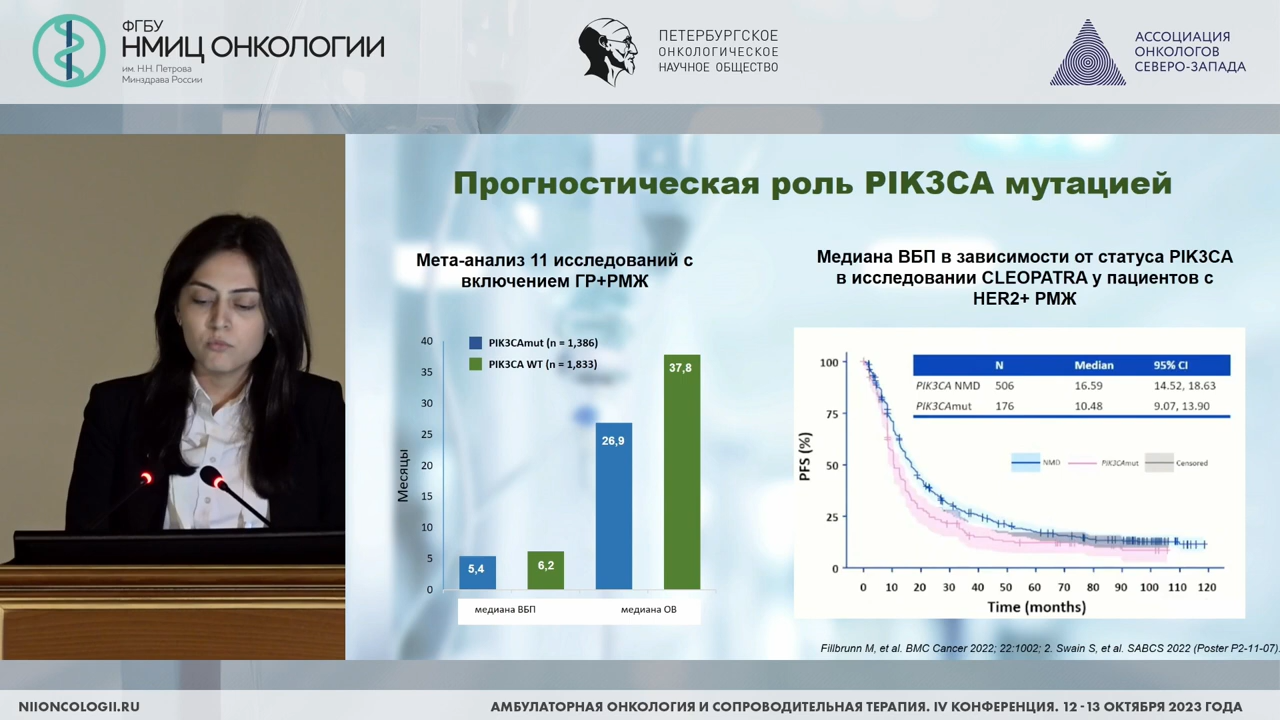 ФГБУ
НМИЦ ОНКОЛОГИИ
им. Н.Н. Петрова
Минздрава России
ПЕТЕРБУРГСКОЕ
ОНКОЛОГИЧЕСКОЕ
НАУЧНОЕ ОБЩЕСТВО
АССОЦИАЦИЯ
ОНКОЛОГОВ
СЕВЕРО-ЗАПАДА
Прогностическая роль PIK3CA мутацией
Мета-анализ 11 исследований с
включением ГР+РМЖ
40
35
30
25
20
15
10
5
0
Месяцы
PIK3CAmut (n = 1,386)
PIK3CA WT (n = 1,833)
5,4
6,2
26,9
37,8
медиана ВБП
медиана ОВ
Медиана ВБП в зависимости от статуса PIK3CA
в исследовании CLEOPATRA у пациентов с
HER2+ РМЖ
N Median 95% CI
PIK3CA NMD 506 16.59 14.52, 18.63
PIK3CAmut 176 10.48 9.07, 13.90
NMD PIK3CAmut Censored
PFS (%)
100
75
50
25
0
0 10 20 30 40 50 60 70 80 90 100 110 120
Time (months)
Fillbrunn M, et al. BMC Cancer 2022; 22:1002; 2. Swain S, et al. SABCS 2022 (Poster P2-11-07).
NIIONCOLOGII.RU
АМБУЛАТОРНАЯ ОНКОЛОГИЯ И СОПРОВОДИТЕЛЬНАЯ ТЕРАПИЯ. IV КОНФЕРЕНЦИЯ. 12-13 ОКТЯБРЯ 2023 ГОДА